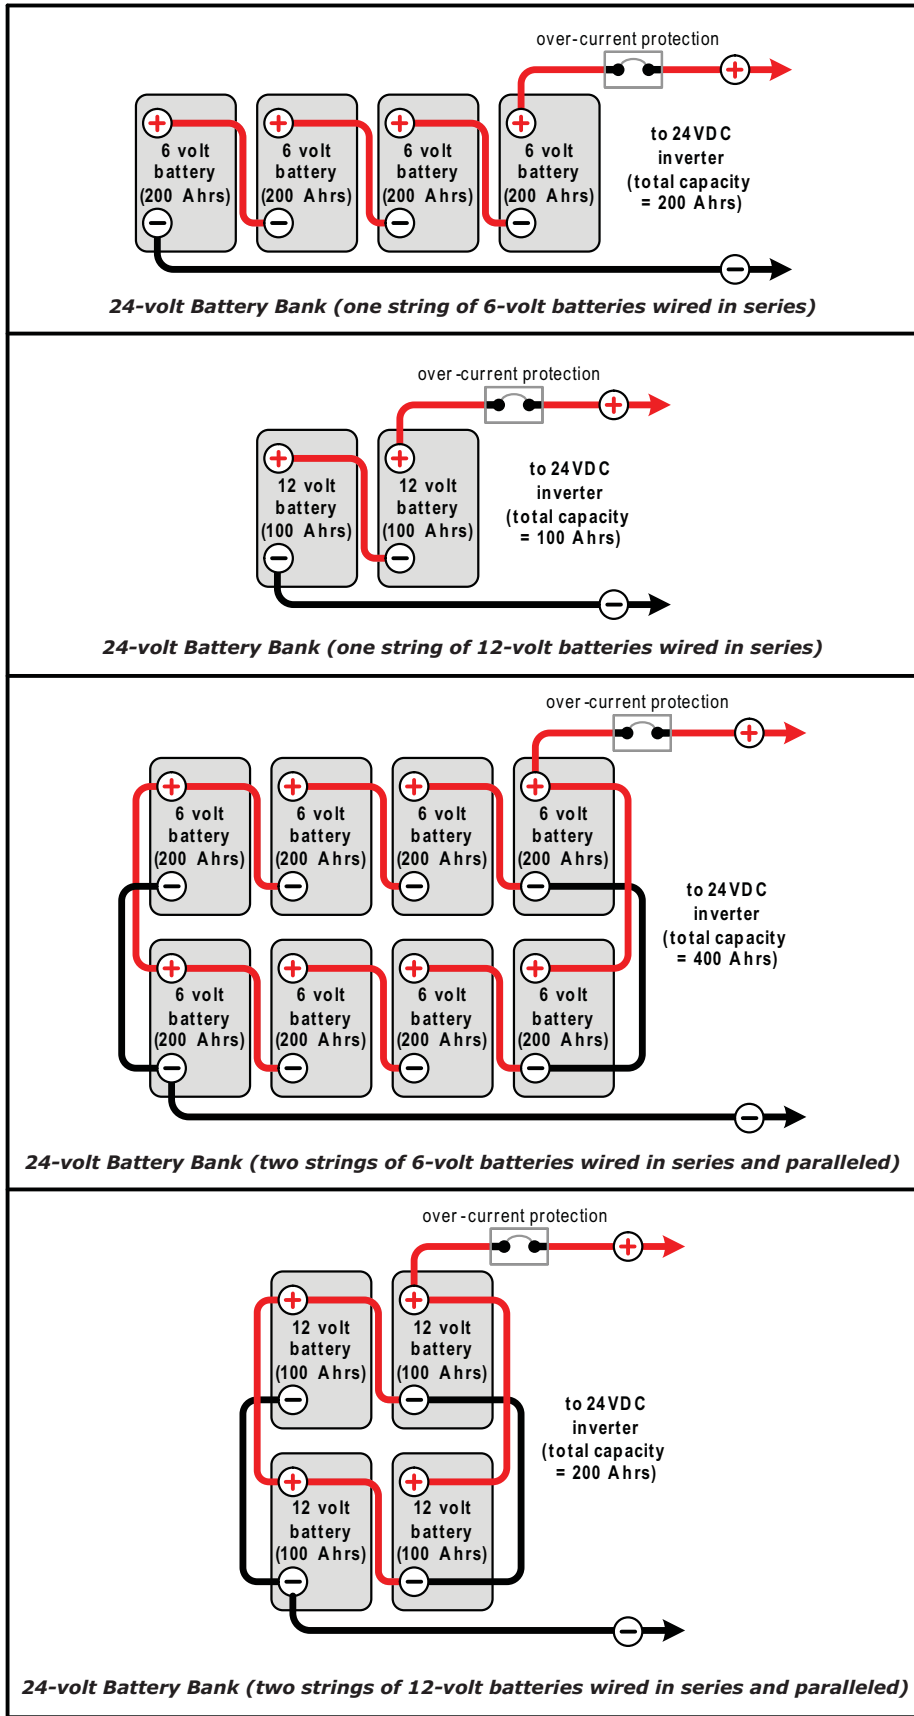 over-current protection
+
+ + + +
6 volt 6 volt 6 volt 6 volt
battery battery battery battery
(200 Ahrs) (200 Ahrs) (200 Ahrs) (200 Ahrs)
− − − −
to 24VDC
inverter
(total capacity
= 200 Ahrs)
−
24-volt Battery Bank (one string of 6-volt batteries wired in series)
over-current protection
+
+ +
12 volt 12 volt
battery battery
(100 Ahrs) (100 Ahrs)
− −
to 24VDC
inverter
(total capacity
= 100 Ahrs)
−
24-volt Battery Bank (one string of 12-volt batteries wired in series)
over-current protection
+
+ + + +
6 volt 6 volt 6 volt 6 volt
battery battery battery battery
(200 Ahrs) (200 Ahrs) (200 Ahrs) (200 Ahrs)
− − − −
to 24VDC
inverter
(total capacity
= 400 Ahrs)
+ + + +
6 volt 6 volt 6 volt 6 volt
battery battery battery battery
(200 Ahrs) (200 Ahrs) (200 Ahrs) (200 Ahrs)
− − − −
−
24-volt Battery Bank (two strings of 6-volt batteries wired in series and paralleled)
over-current protection
+
+ +
12 volt 12 volt
battery battery
(100 Ahrs) (100 Ahrs)
− −
to 24VDC
inverter
(total capacity
= 200 Ahrs)
+ +
12 volt 12 volt
battery battery
(100 Ahrs) (100 Ahrs)
− −
−
24-volt Battery Bank (two strings of 12-volt batteries wired in series and paralleled)